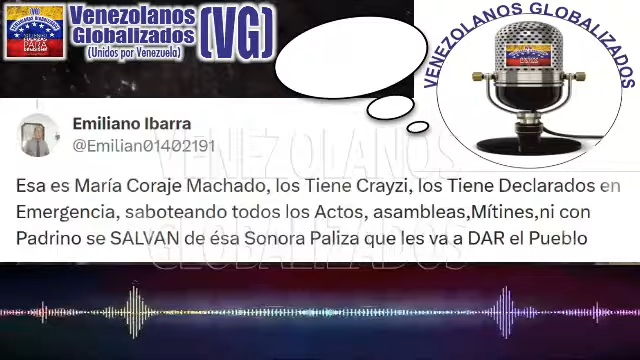 Venezolanos
Globalizados
(Unidos por Venezuela)
(VG)
VENEZOLANOS GLOBALIZADOS
Emiliano Ibarra
@Emilian01402191
Esa es María Coraje Machado, los Tiene Crayzi, los Tiene Declarados en
Emergencia, saboteando todos los Actos, asambleas,Mítines,ni con
Padrino se SALVAN de ésa Sonora Paliza que les va a DAR el Pueblo
VENEZOLANOS
GLOBALIZADOS